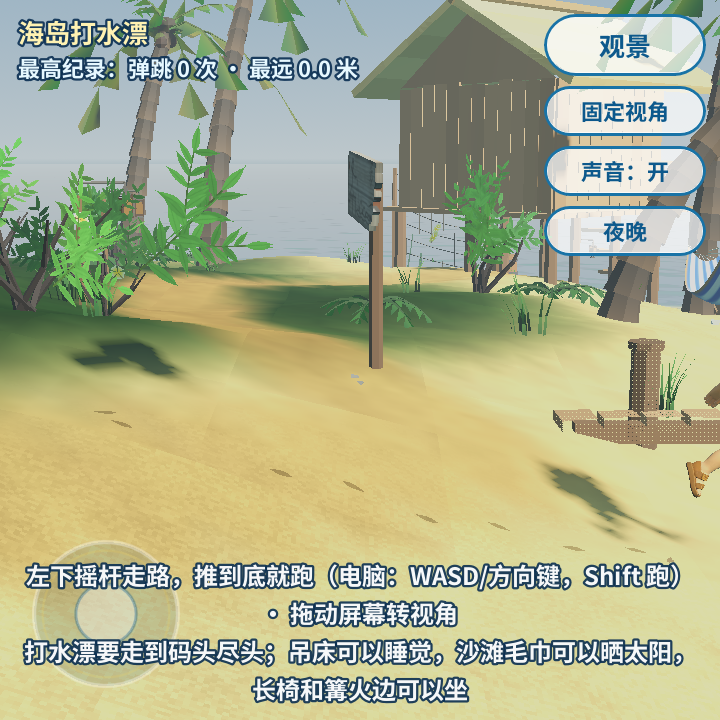 海岛打水漂
最高纪录：弹跳 0 次 · 最远 0.0 米
观景
固定视角
声音：开
夜晚
左下摇杆走路，推到底就跑（电脑：WASD/方向键，Shift 跑）
· 拖动屏幕转视角
打水漂要走到码头尽头；吊床可以睡觉，沙滩毛巾可以晒太阳，
长椅和篝火边可以坐